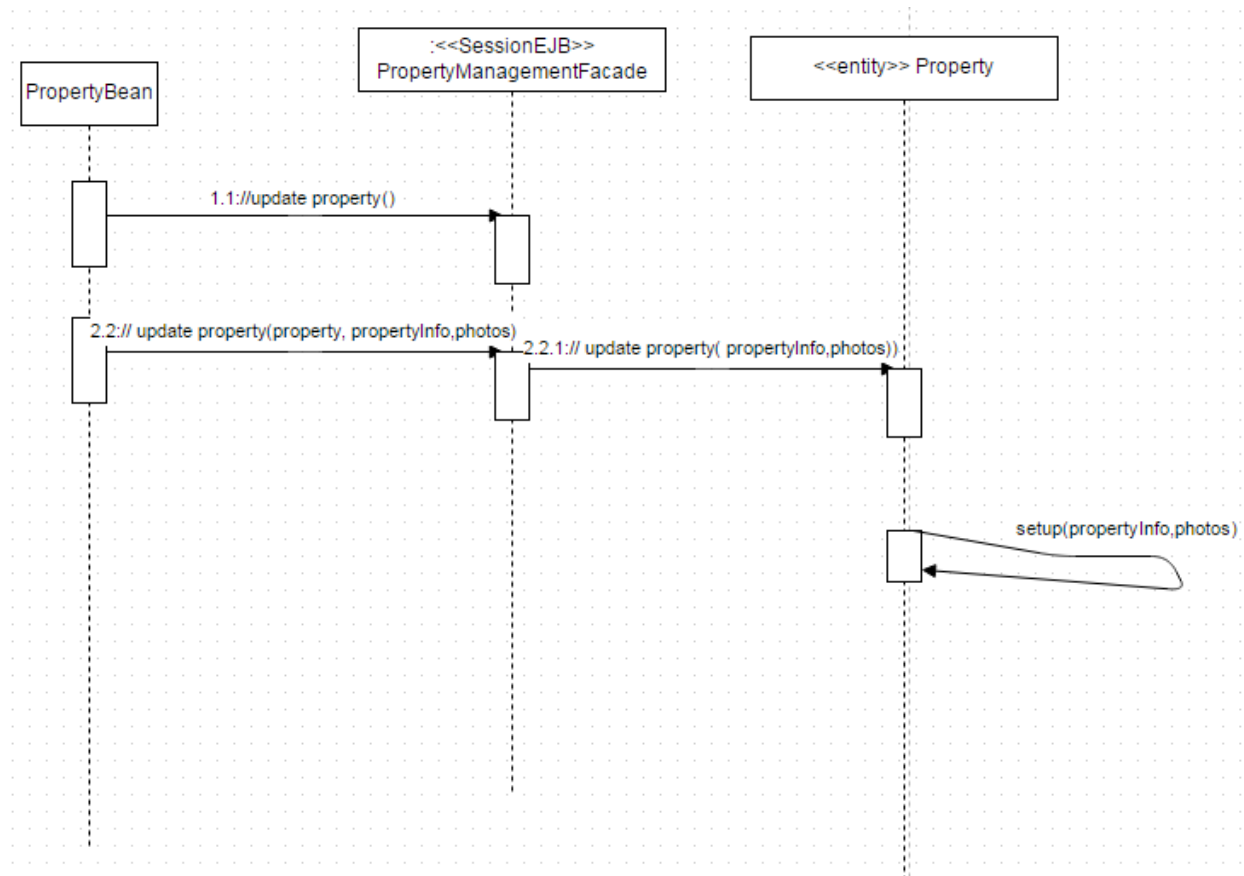 :<<SessionEJB>>
PropertyManagementFacade
<<entity>> Property
PropertyBean
1.1://update property()
2.2:// update property(property, propertyInfo,photos)
2.2.1:// update property( propertyInfo,photos))
setup(propertyInfo,photos)